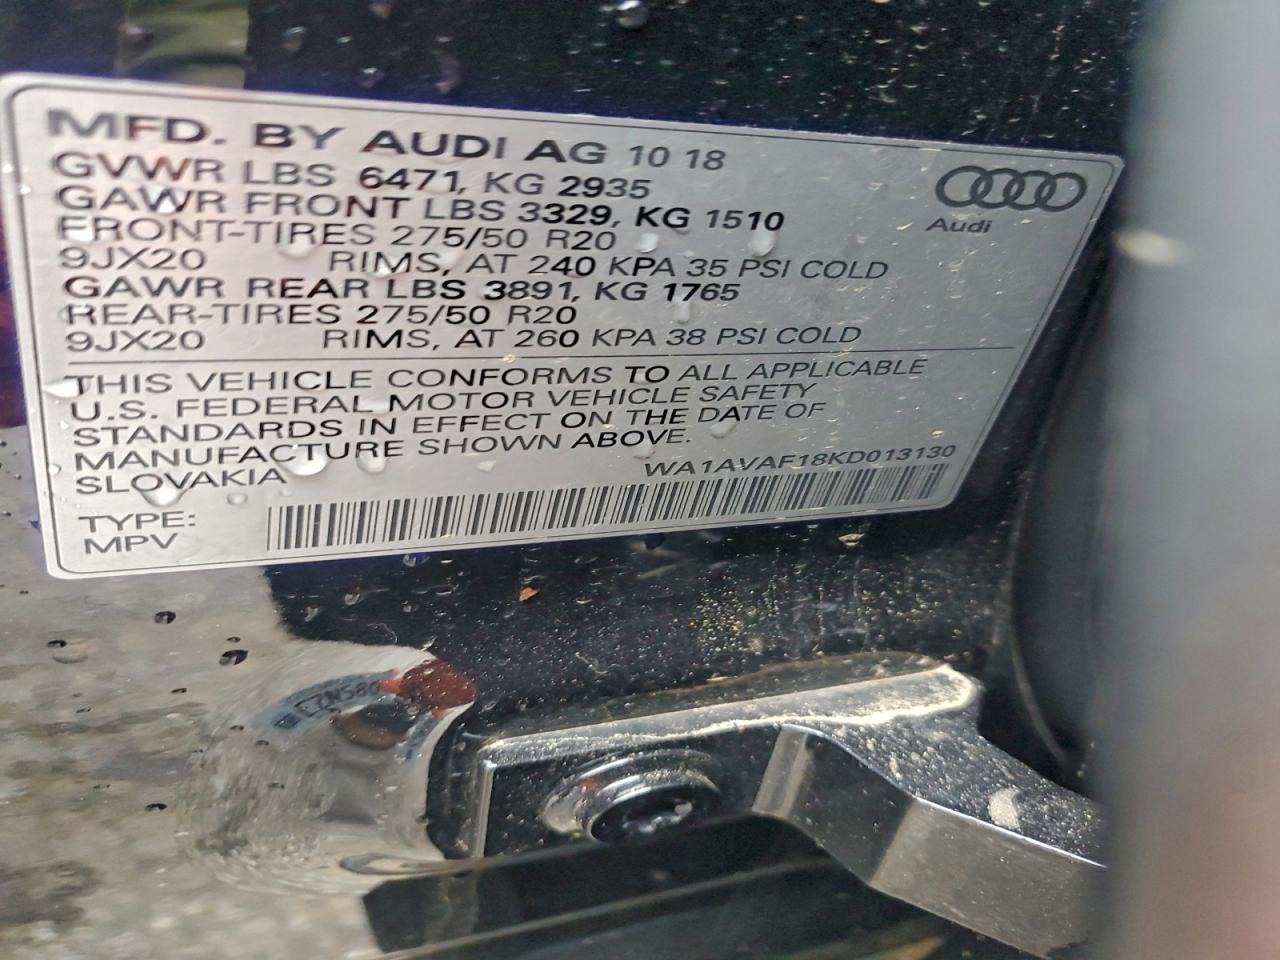 MFD. BY AUDI AG 10 18
GVWR LBS 6471, KG 2935
GAWR FRONT LBS 3329, KG 1510
FRONT-TIRES 275/50 R20
9JX20 RIMS, AT 240 KPA 35 PSI COLD
GAWR REAR LBS 3891, KG 1765
REAR-TIRES 275/50 R20
9JX20 RIMS, AT 260 KPA 38 PSI COLD
Audi
THIS VEHICLE CONFORMS TO ALL APPLICABLE
U.S. FEDERAL MOTOR VEHICLE SAFETY
STANDARDS IN EFFECT ON THE DATE OF
MANUFACTURE SHOWN ABOVE.
SLOVAKIA WA1AVAF18KD013130
TYPE:
MPV